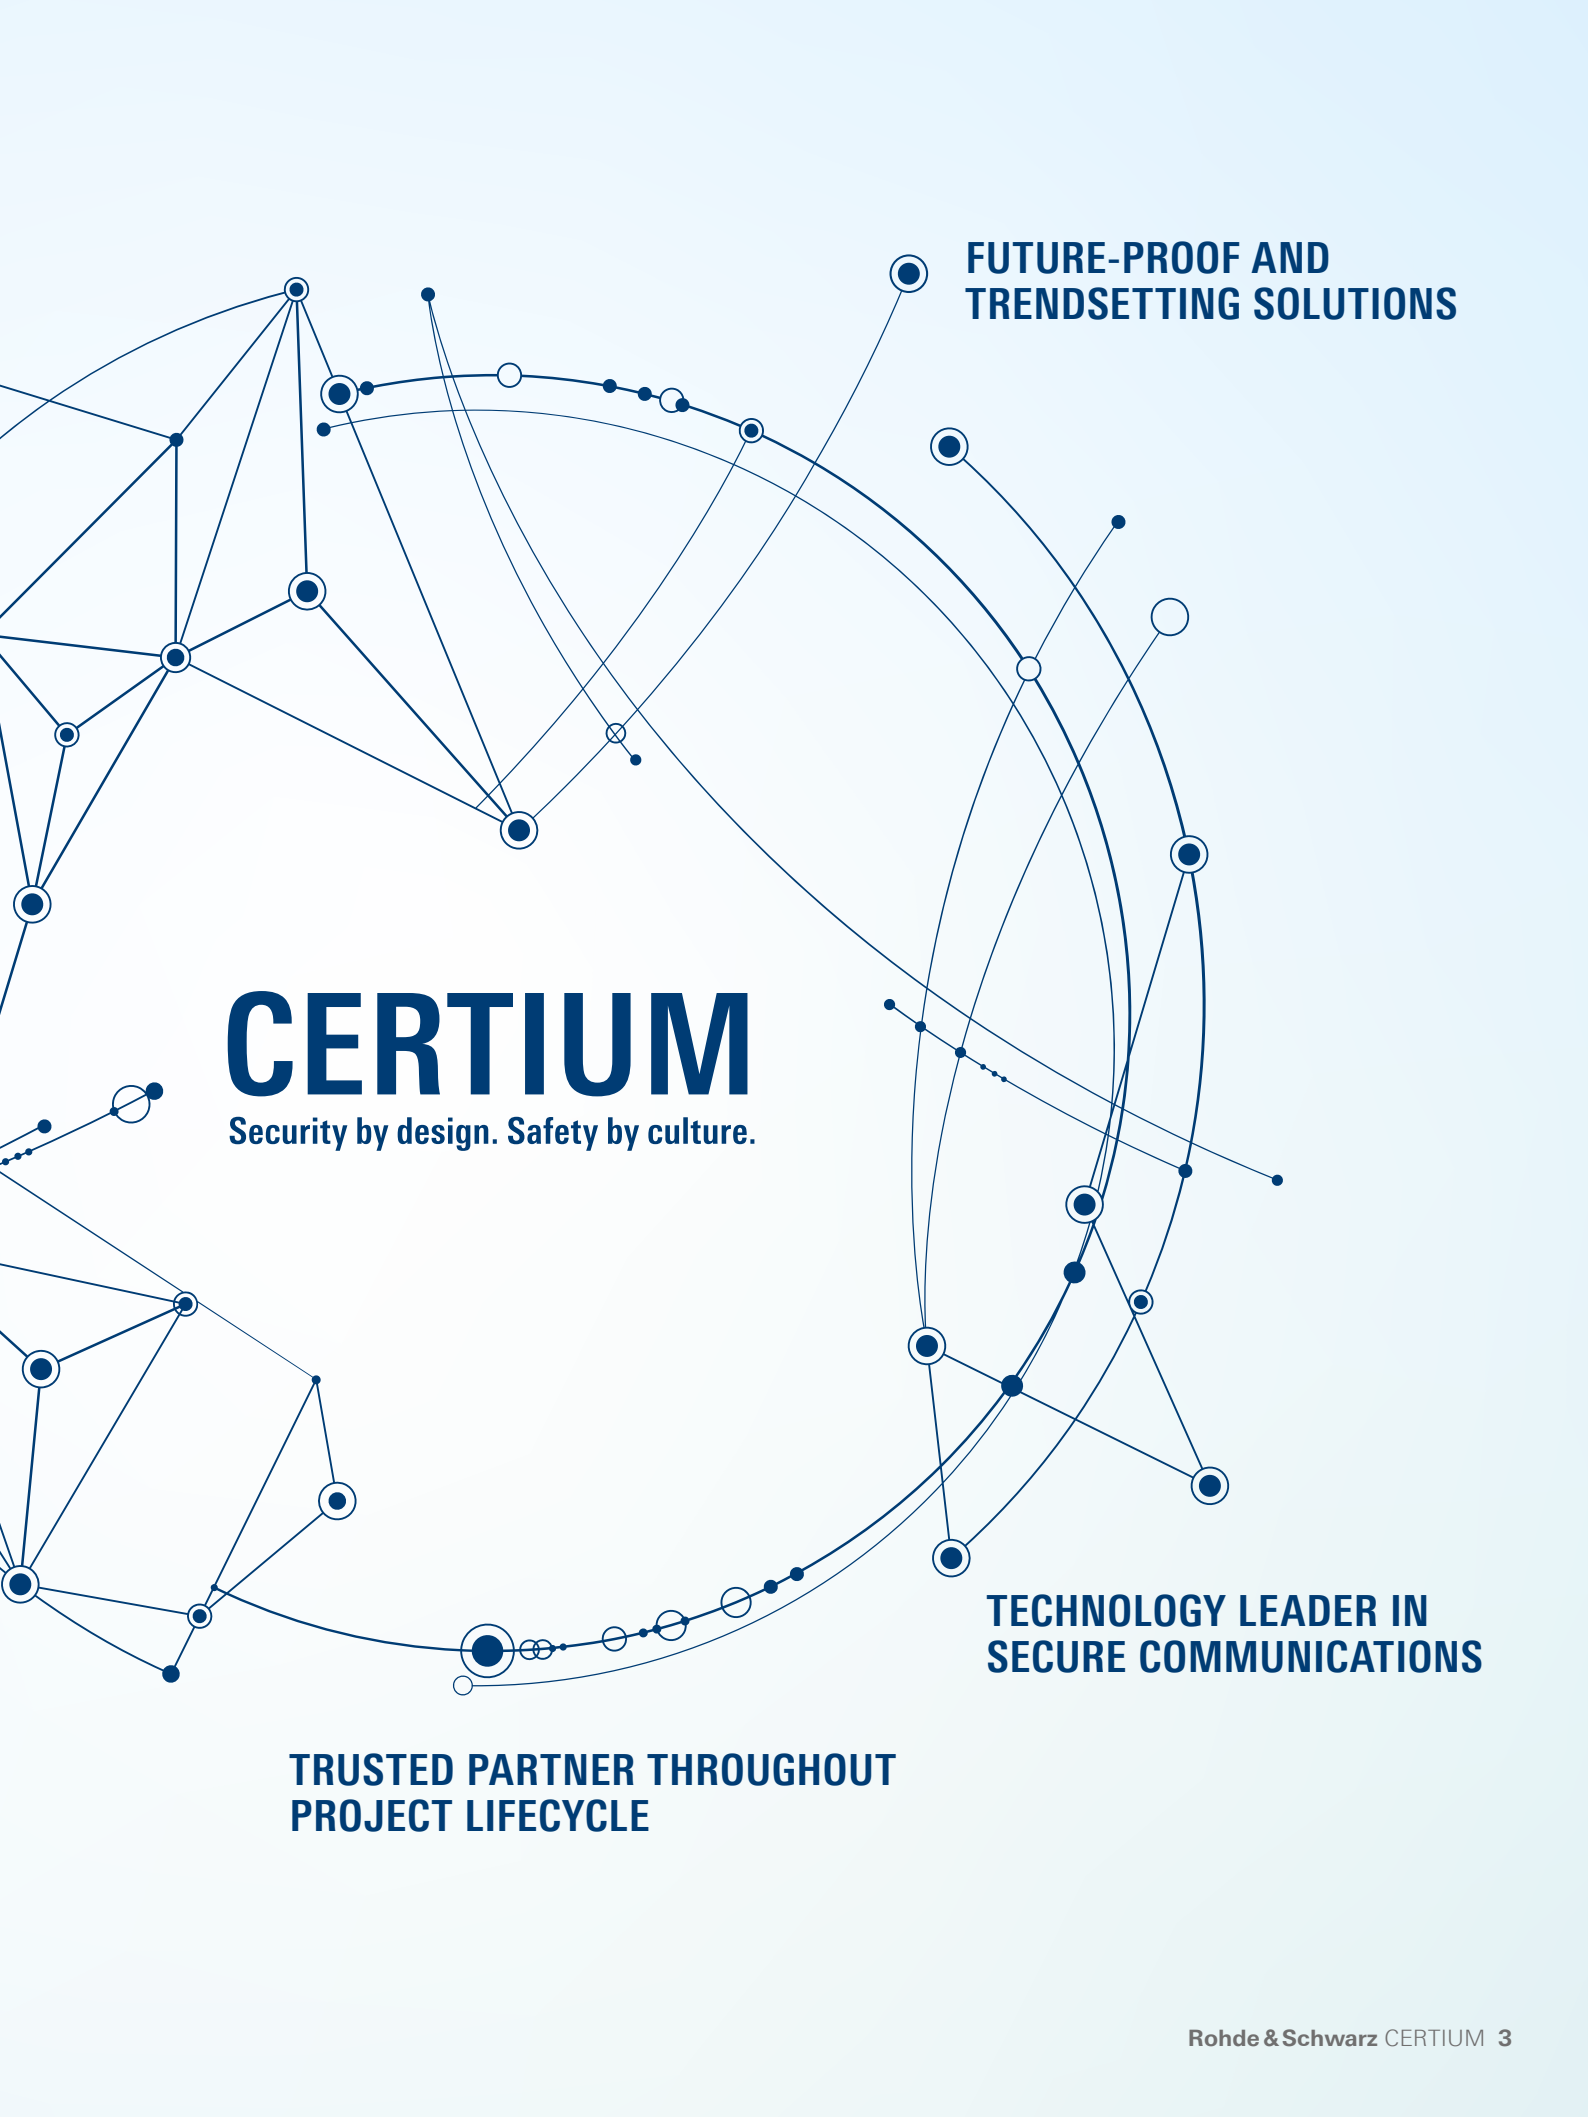 FUTURE-PROOF AND
TRENDSETTING SOLUTIONS
CERTIUM
Security by design. Safety by culture.
TECHNOLOGY LEADER IN
SECURE COMMUNICATIONS
TRUSTED PARTNER THROUGHOUT
PROJECT LIFECYCLE
Rohde & Schwarz CERTIUM 3